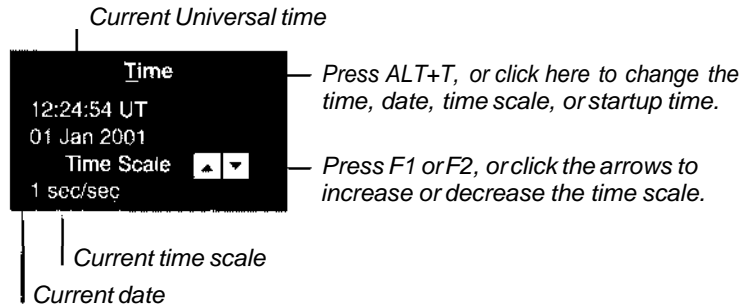 Current Universal time
Time
12:24:54 UT
01 Jan 2001
Time Scale
1 sec/sec
Press ALT+T, or click here to change the
time, date, time scale, or startup time.
Press F1 or F2, or click the arrows to
increase or decrease the time scale.
Current time scale
Current date